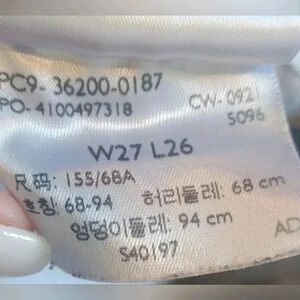 PC9- 36200-0187
PO- 4100497318 CW- 0921
5096
W27 L26
尺码: 155/68A
호칭: 68-94 허리둘레: 68 cm
엉덩이둘레: 94 cm
S40197 AD